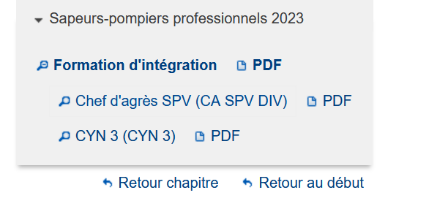 Sapeurs-pompiers professionnels 2023
Formation d'intégration PDF
Chef d'agrès SPV (CA SPV DIV) PDF
CYN 3 (CYN 3) PDF
Retour chapitre Retour au début